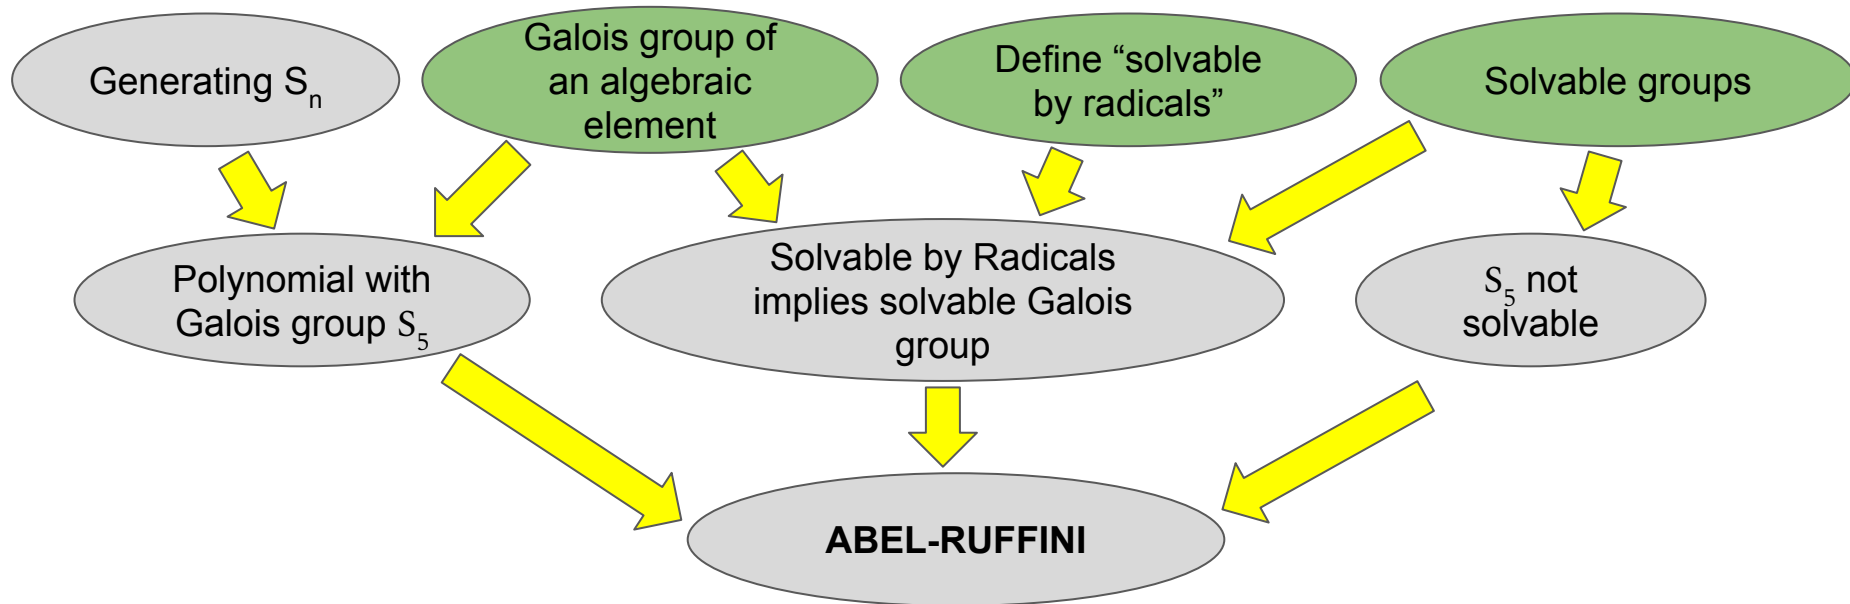 Generating Sₙ
Galois group of
an algebraic
element
Define “solvable
by radicals”
Solvable groups
Polynomial with
Galois group S₅
Solvable by Radicals
implies solvable Galois
group
S₅ not
solvable
ABEL-RUFFINI